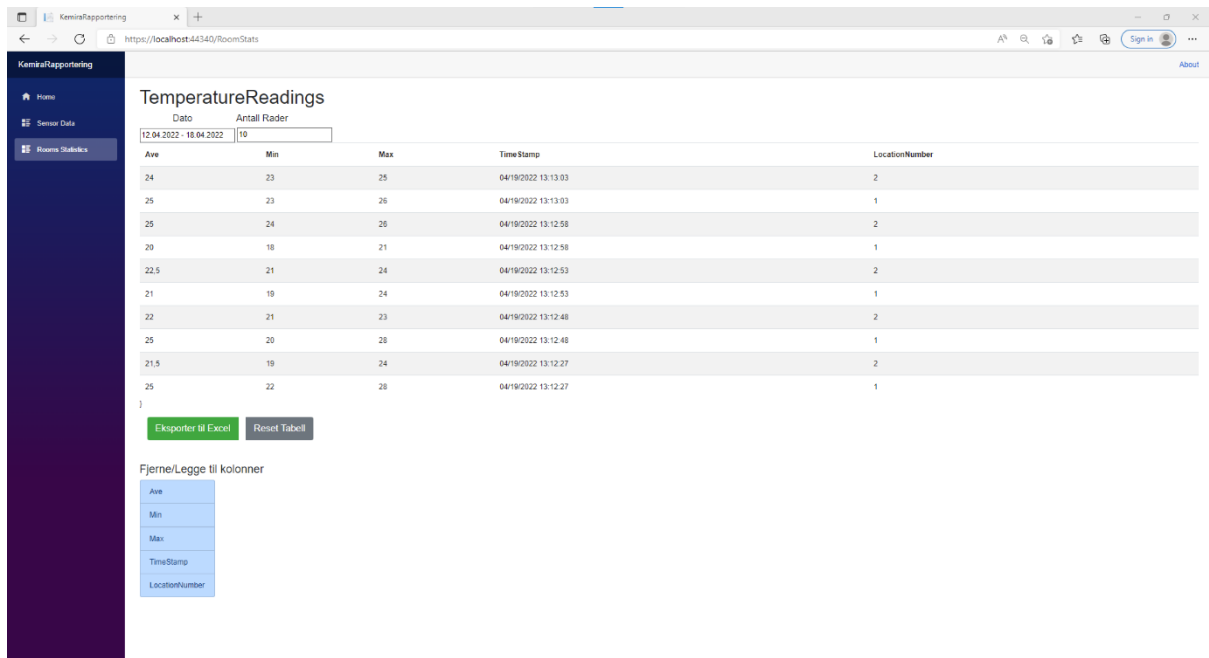 KemiraRapportering
https://localhost:44340/RoomStats
Sign in
KemiraRapportering
About
Home
Sensor Data
Rooms Statistics
TemperatureReadings
Dato Antall Rader
12.04.2022 - 18.04.2022 10
Ave Min Max TimeStamp LocationNumber
24 23 25 04/19/2022 13:13:03 2
25 23 26 04/19/2022 13:13:03 1
25 24 26 04/19/2022 13:12:58 2
20 18 21 04/19/2022 13:12:58 1
22,5 21 24 04/19/2022 13:12:53 2
21 19 24 04/19/2022 13:12:53 1
22 21 23 04/19/2022 13:12:48 2
25 20 28 04/19/2022 13:12:48 1
21,5 19 24 04/19/2022 13:12:27 2
25 22 28 04/19/2022 13:12:27 1
}
Eksporter til Excel Reset Tabell
Fjerne/Legge til kolonner
Ave
Min
Max
TimeStamp
LocationNumber